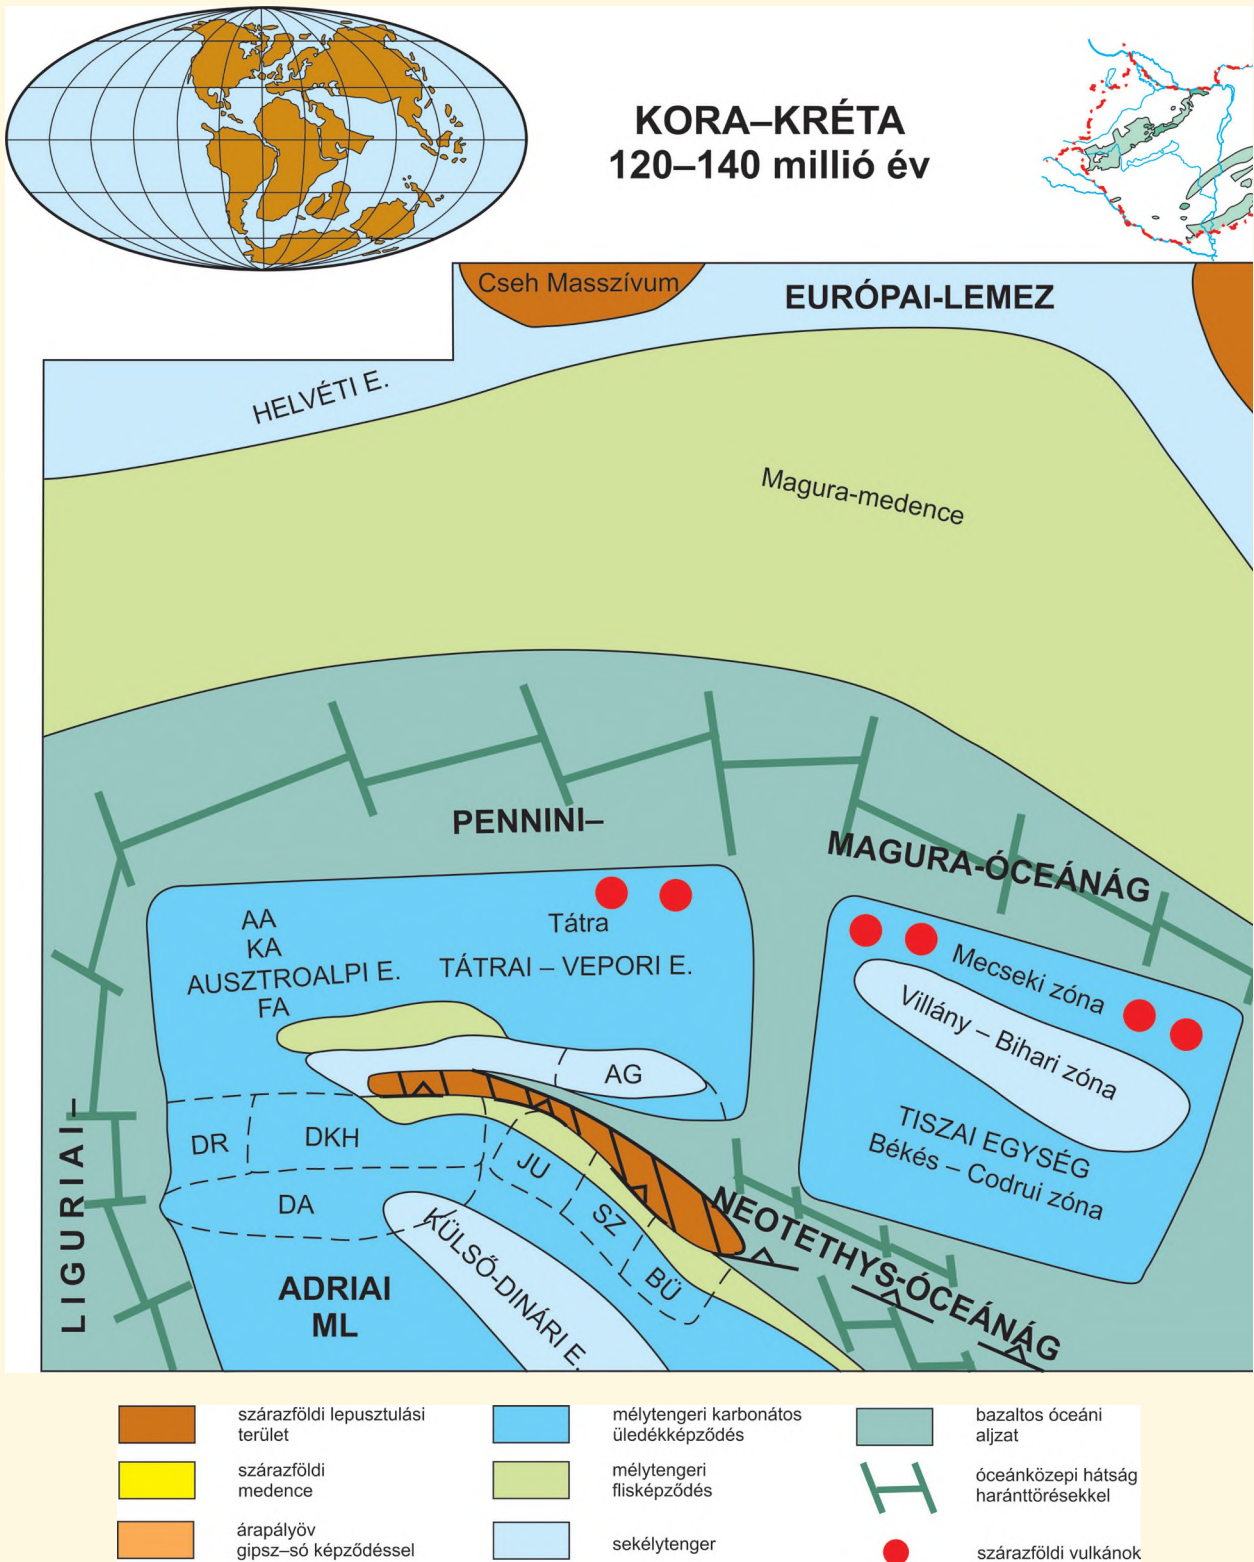 KORA–KRÉTA
120–140 millió év
Cseh Masszívum
EURÓPAI-LEMEZ
HELVÉTI E.
Magura-medence
PENNINI–
MAGURA-ÓCEÁNÁG
AA
KA
AUSZTROALPI E.
FA
Tátra
TÁTRAI – VEPORI E.
Mecseki zóna
Villány – Bihari zóna
TISZAI EGYSÉG
Békés – Codrui zóna
AG
DR
DKH
DA
JU
SZ
BÜ
LIGURIAI–
NEOTETHYS-ÓCEÁNÁG
KÜLSŐ-DINÁRI E.
ADRIAI
ML
szárazföldi lepusztulási
terület
szárazföldi
medence
árapályöv
gipsz–só képződéssel
mélytengeri karbonátos
üledékképződés
mélytengeri
flisképződés
sekélytenger
bazaltos óceáni
aljzat
óceánközepi hátság
haránttörésekkel
szárazföldi vulkánok